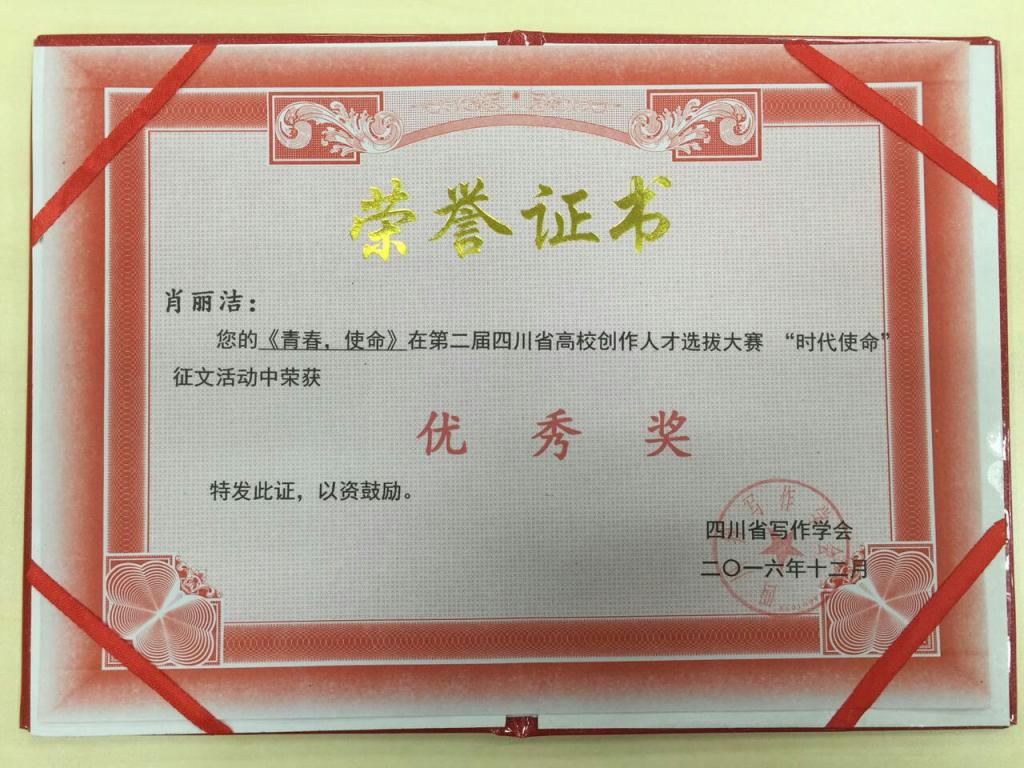 荣誉证书
肖丽洁：
您的《青春，使命》在第二届四川省高校创作人才选拔大赛 “时代使命”
征文活动中荣获
优秀奖
特发此证，以资鼓励。
四川省写作学会
二〇一六年十二月